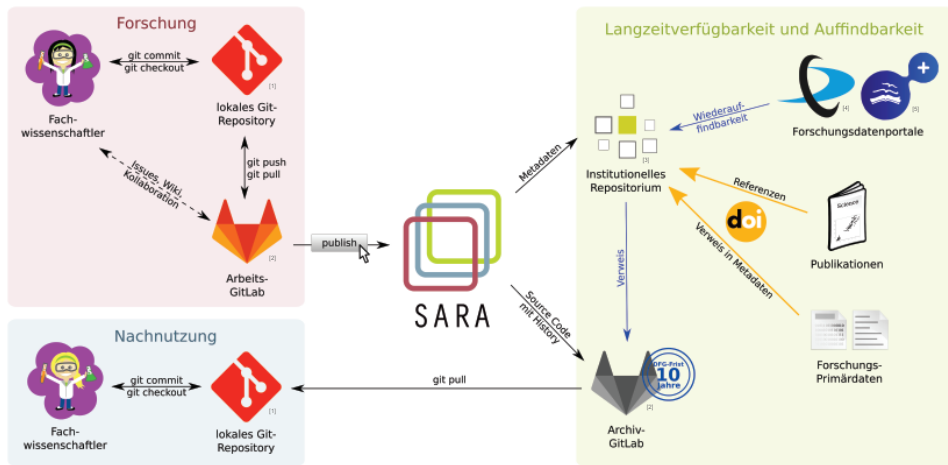 Forschung
git commit
git checkout
Fach-
wissenschaftler
[1]
lokales Git-
Repository
git push
git pull
Issues, Wiki,
Kollaboration
[2]
Arbeits-
GitLab
publish
SARA
Metadaten
Source Code
mit History
Nachnutzung
git commit
git checkout
Fach-
wissenschaftler
[1]
lokales Git-
Repository
git pull
Langzeitverfügbarkeit und Auffindbarkeit
Wiederauf-
findbarkeit
[4]
[5]
Forschungsdatenportale
[3]
Institutionelles
Repositorium
Referenzen
doi
Verweis in Metadaten
Science
Publikationen
Verweis
Forschungs-
Primärdaten
DFG-Frist
10
Jahre
[2]
Archiv-
GitLab